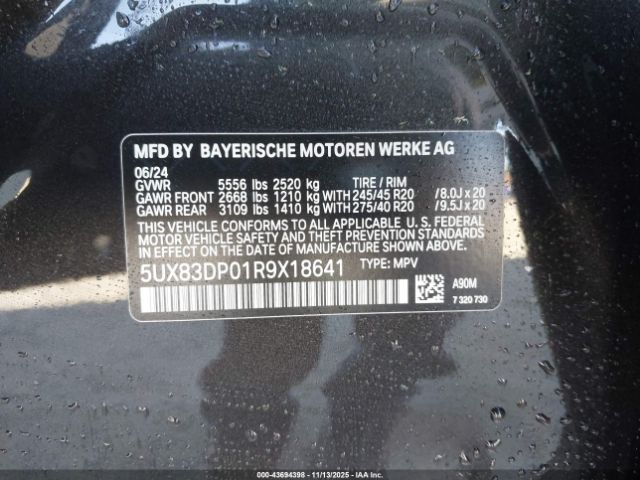 MFD BY BAYERISCHE MOTOREN WERKE AG
06/24
GVWR 5556 lbs 2520 kg TIRE / RIM
GAWR FRONT 2668 lbs 1210 kg WITH 245/45 R20 /8.0J x 20
GAWR REAR 3109 lbs 1410 kg WITH 275/40 R20 /9.5J x 20
THIS VEHICLE CONFORMS TO ALL APPLICABLE U. S. FEDERAL
MOTOR VEHICLE SAFETY AND THEFT PREVENTION STANDARDS
IN EFFECT ON THE DATE OF MANUFACTURE SHOWN ABOVE.
5UX83DP01R9X18641 TYPE: MPV
A90M
7 320 730
000-43694398 - 11/13/2025 - IAAI.COM